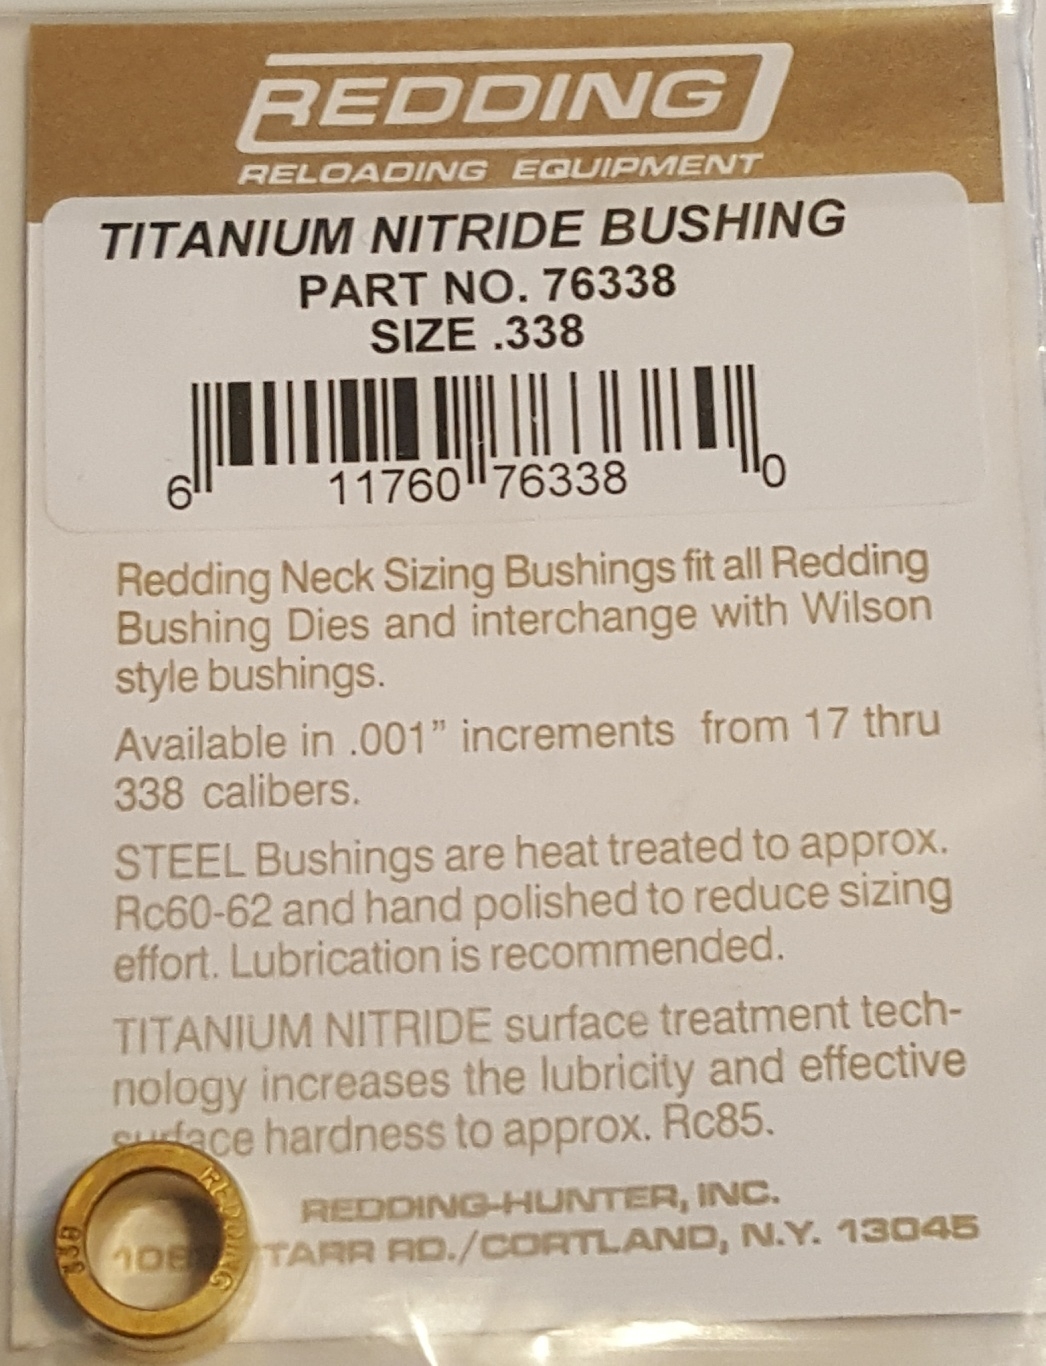 REDDING
RELOADING EQUIPMENT
TITANIUM NITRIDE BUSHING
PART NO. 76338
SIZE .338
6 11760 76338 0
Redding Neck Sizing Bushings fit all Redding
Bushing Dies and interchange with Wilson
style bushings.
Available in .001” increments from 17 thru
338 calibers.
STEEL Bushings are heat treated to approx.
Rc60-62 and hand polished to reduce sizing
effort. Lubrication is recommended.
TITANIUM NITRIDE surface treatment tech-
nology increases the lubricity and effective
surface hardness to approx. Rc85.
REDDING-HUNTER, INC.
TARR RD./CORTLAND, N.Y. 13045
REDDING
338